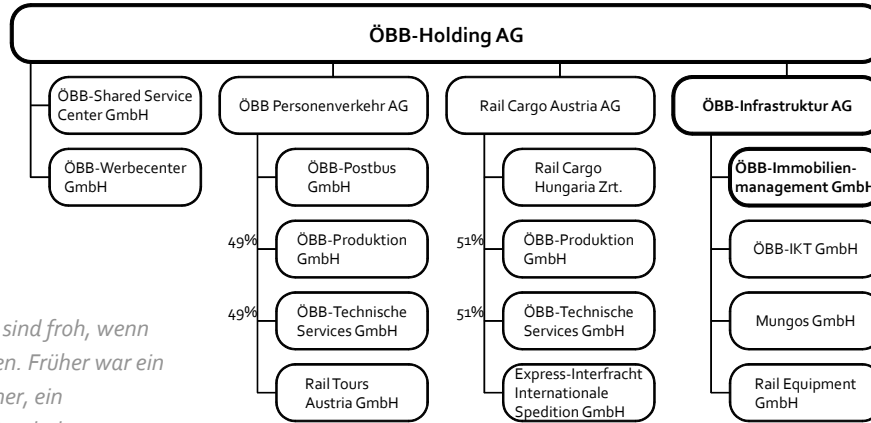 ÖBB-Holding AG
ÖBB-Shared Service
Center GmbH
ÖBB-Werbecenter
GmbH
ÖBB Personenverkehr AG
ÖBB-Postbus
GmbH
49%
ÖBB-Produktion
GmbH
49%
ÖBB-Technische
Services GmbH
Rail Tours
Austria GmbH
Rail Cargo Austria AG
Rail Cargo
Hungaria Zrt.
51%
ÖBB-Produktion
GmbH
51%
ÖBB-Technische
Services GmbH
Express-Interfracht
Internationale
Spedition GmbH
ÖBB-Infrastruktur AG
ÖBB-Immobilien-
management GmbH
ÖBB-IKT GmbH
Mungos GmbH
Rail Equipment
GmbH
sind froh, wenn
en. Früher war ein
ner, ein